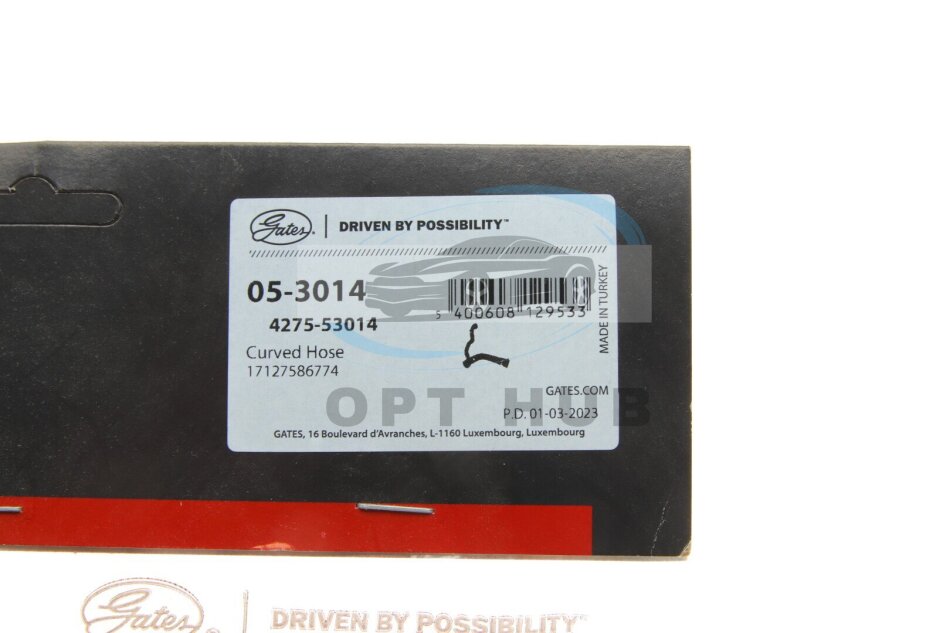 Gates. | DRIVEN BY POSSIBILITY™
05-3014
5 400608 129533
4275-53014
MADE IN TURKEY
Curved Hose
17127586774
GATES.COM
OPT HUB
P.D. 01-03-2023
GATES, 16 Boulevard d'Avranches, L-1160 Luxembourg, Luxembourg
Gates® | DRIVEN BY POSSIBILITY™